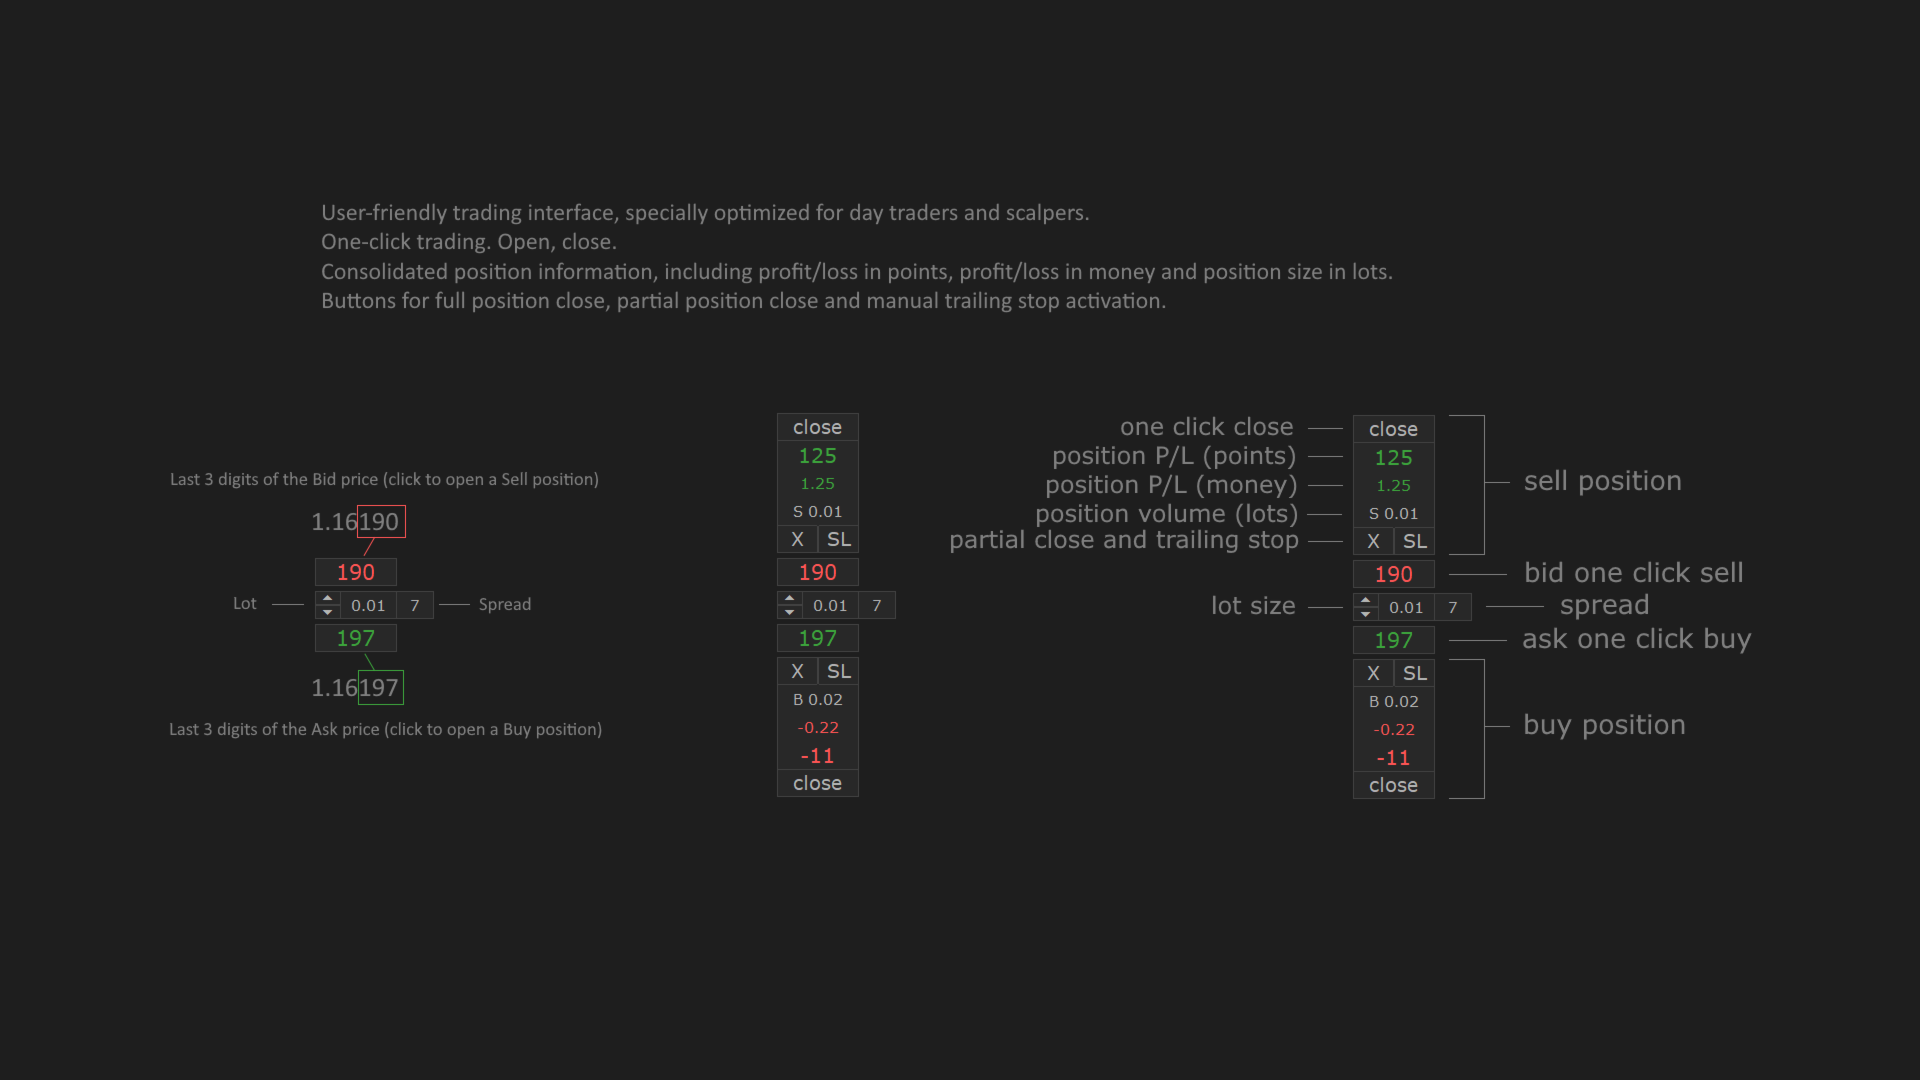 User-friendly trading interface, specially optimized for day traders and scalpers.
One-click trading. Open, close.
Consolidated position information, including profit/loss in points, profit/loss in money and position size in lots.
Buttons for full position close, partial position close and manual trailing stop activation.
Last 3 digits of the Bid price (click to open a Sell position)
1.16190
190
Lot 0.01 7 Spread
197
1.16197
Last 3 digits of the Ask price (click to open a Buy position)
close
125
1.25
S 0.01
X SL
190
0.01 7
197
X SL
B 0.02
-0.22
-11
close
one click close close
position P/L (points) 125
position P/L (money) 1.25
sell position
position volume (lots) S 0.01
partial close and trailing stop X SL
190 bid one click sell
lot size 0.01 7 spread
197 ask one click buy
X SL
B 0.02
buy position
-0.22
-11
close